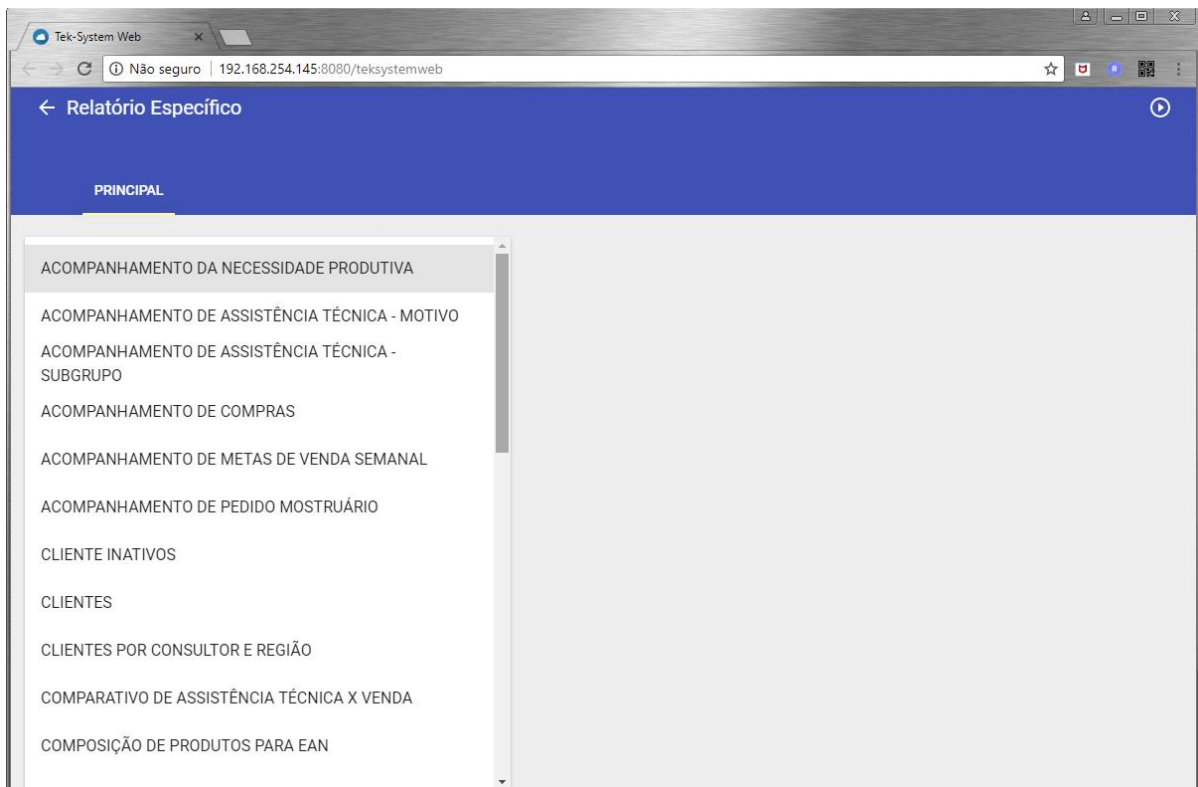 Tek-System Web
Não seguro | 192.168.254.145:8080/teksystemweb
Relatório Específico
PRINCIPAL
ACOMPANHAMENTO DA NECESSIDADE PRODUTIVA
ACOMPANHAMENTO DE ASSISTÊNCIA TÉCNICA - MOTIVO
ACOMPANHAMENTO DE ASSISTÊNCIA TÉCNICA -
SUBGRUPO
ACOMPANHAMENTO DE COMPRAS
ACOMPANHAMENTO DE METAS DE VENDA SEMANAL
ACOMPANHAMENTO DE PEDIDO MOSTRUÁRIO
CLIENTE INATIVOS
CLIENTES
CLIENTES POR CONSULTOR E REGIÃO
COMPARATIVO DE ASSISTÊNCIA TÉCNICA X VENDA
COMPOSIÇÃO DE PRODUTOS PARA EAN